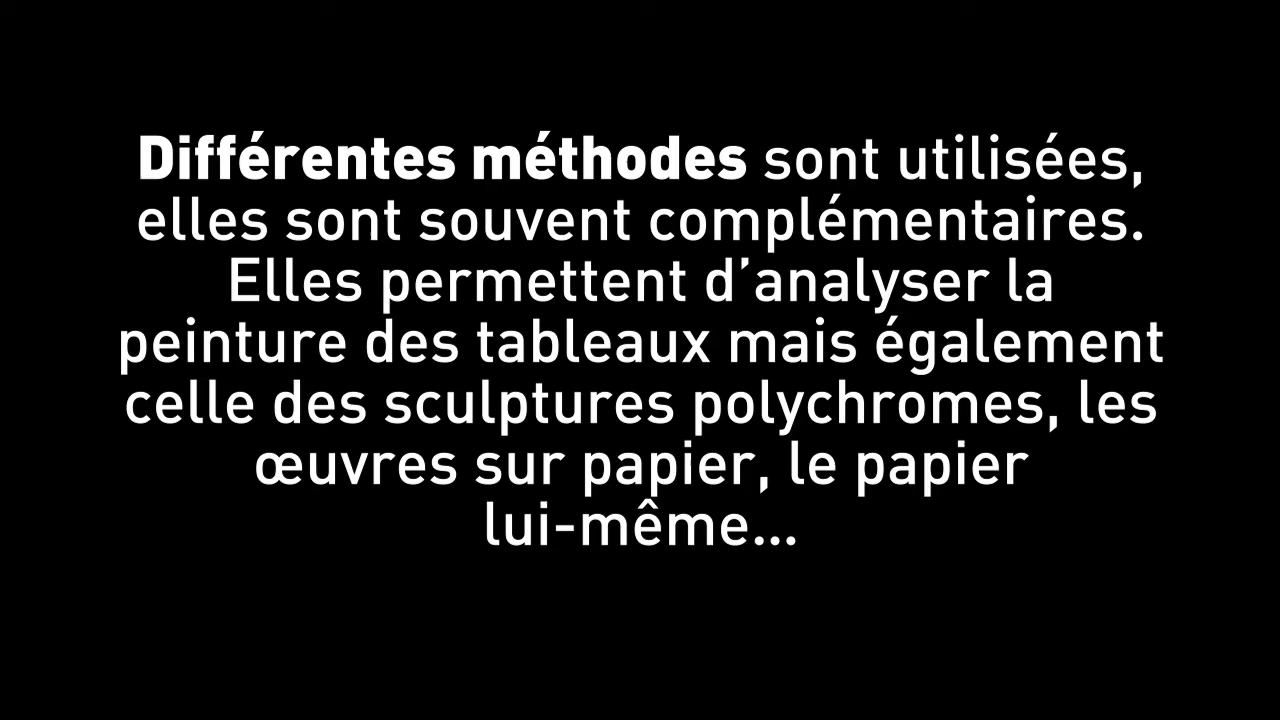 Différentes méthodes sont utilisées,
elles sont souvent complémentaires.
Elles permettent d’analyser la
peinture des tableaux mais également
celle des sculptures polychromes, les
œuvres sur papier, le papier
lui-même...